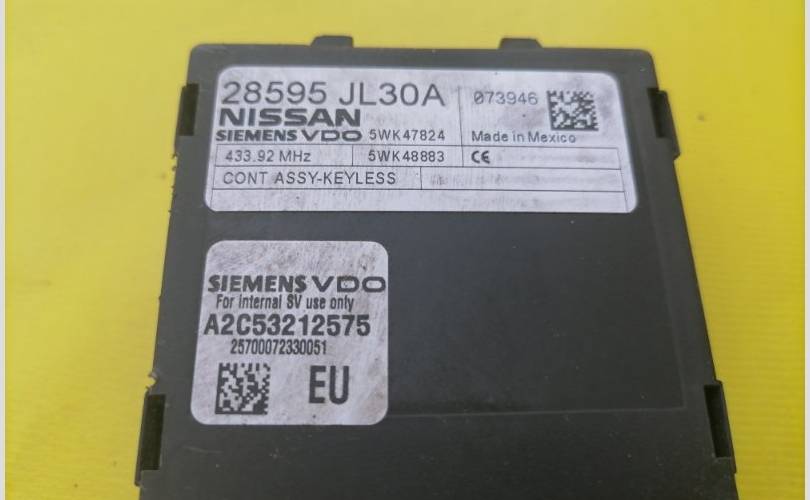 28595 JL30A 073946
NISSAN
SIEMENS VDO 5WK47824 Made in Mexico
433.92 MHz 5WK48883 CE
CONT ASSY-KEYLESS
SIEMENS VDO
For internal SV use only
A2C53212575
25700072330051
EU